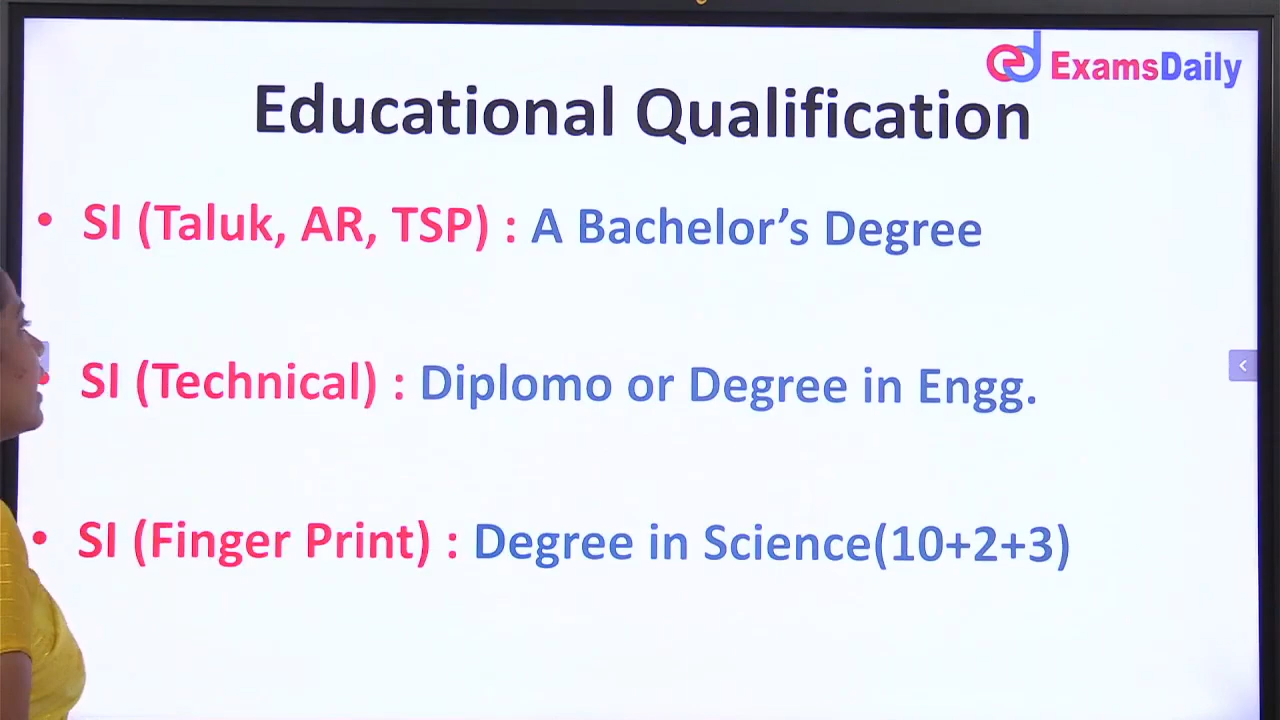 ExamsDaily
Educational Qualification
• SI (Taluk, AR, TSP) : A Bachelor’s Degree
• SI (Technical) : Diplomo or Degree in Engg.
• SI (Finger Print) : Degree in Science(10+2+3)